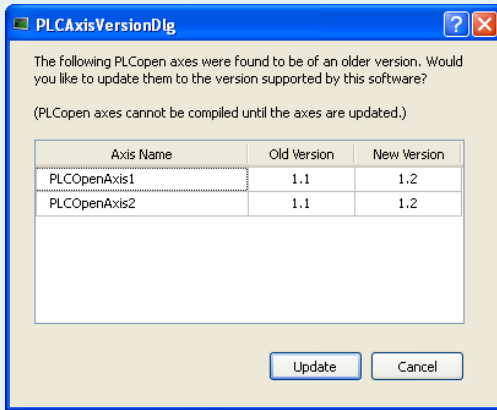 PLCAxisVersionDlg
The following PLCopen axes were found to be of an older version. Would
you like to update them to the version supported by this software?
(PLCopen axes cannot be compiled until the axes are updated.)
Axis Name Old Version New Version
PLCOpenAxis1 1.1 1.2
PLCOpenAxis2 1.1 1.2
Update Cancel